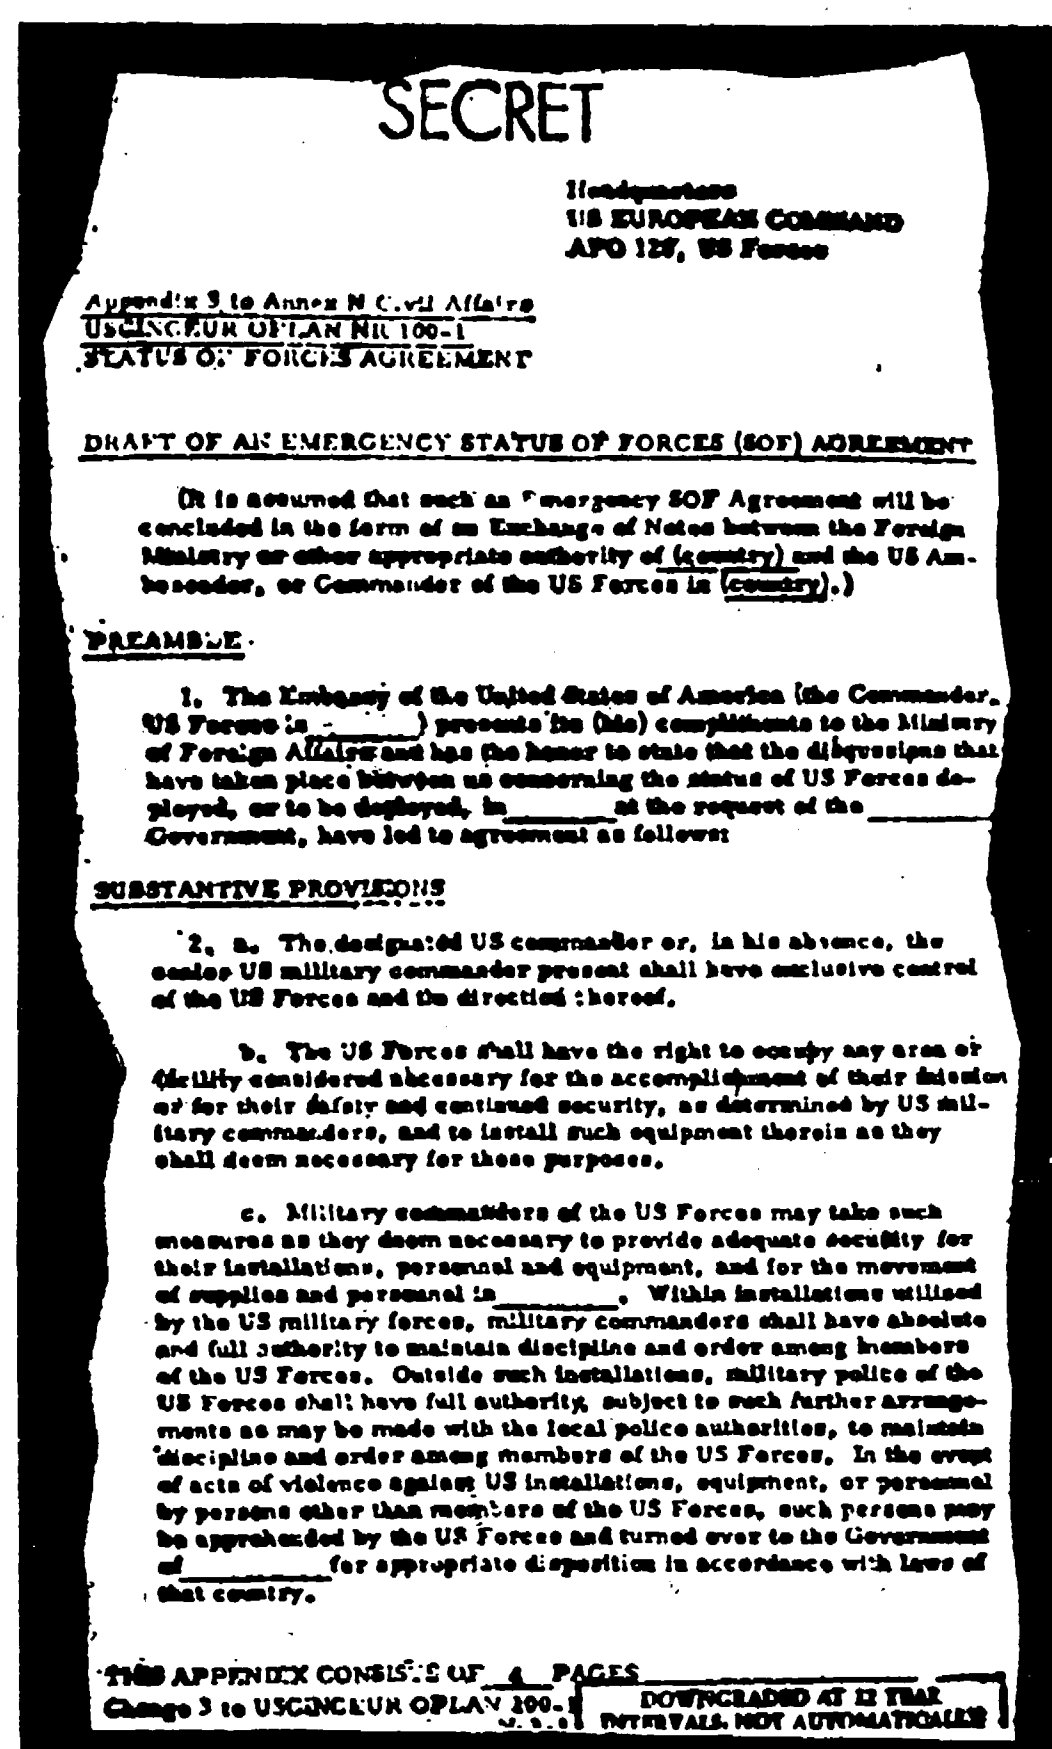 SECRET
Headquarters
US EUROPEAN COMMAND
APO 128, US Forces
Appendix 3 to Annex N Civil Affairs
USCINCEUR OPLAN NR 100-1
STATUS OF FORCES AGREEMENT
DRAFT OF AN EMERGENCY STATUS OF FORCES (SOF) AGREEMENT
(It is assumed that such an Emergency SOF Agreement will be
concluded in the form of an Exchange of Notes between the Foreign
Ministry or other appropriate authority of (country) and the US Am-
bassador, or Commander of the US Forces in (country).)
PREAMBLE
1. The Embassy of the United States of America (the Commander,
US Forces in ________) presents its (his) compliments to the Ministry
of Foreign Affairs and has the honor to state that the discussions that
have taken place between us concerning the status of US Forces de-
ployed, or to be deployed, in ________ at the request of the ________
Government, have led to agreement as follows:
SUBSTANTIVE PROVISIONS
2. a. The designated US commander or, in his absence, the
senior US military commander present shall have exclusive control
of the US Forces and the direction thereof.
b. The US Forces shall have the right to occupy any area or
facility considered necessary for the accomplishment of their mission
or for their safety and continued security, as determined by US mil-
itary commanders, and to install such equipment therein as they
shall deem necessary for these purposes.
c. Military commanders of the US Forces may take such
measures as they deem necessary to provide adequate security for
their installations, personnel and equipment, and for the movement
of supplies and personnel in ________. Within installations utilized
by the US military forces, military commanders shall have absolute
and full authority to maintain discipline and order among members
of the US Forces. Outside such installations, military police of the
US Forces shall have full authority, subject to such further arrange-
ments as may be made with the local police authorities, to maintain
discipline and order among members of the US Forces. In the event
of acts of violence against US installations, equipment, or personnel
by persons other than members of the US Forces, such persons may
be apprehended by the US Forces and turned over to the Government
of ________ for appropriate disposition in accordance with laws of
that country.
THIS APPENDIX CONSISTS OF 4 PAGES
Change 3 to USCINCEUR OPLAN 100-1
DOWNGRADED AT 12 YEAR
INTERVALS. NOT AUTOMATICALLY